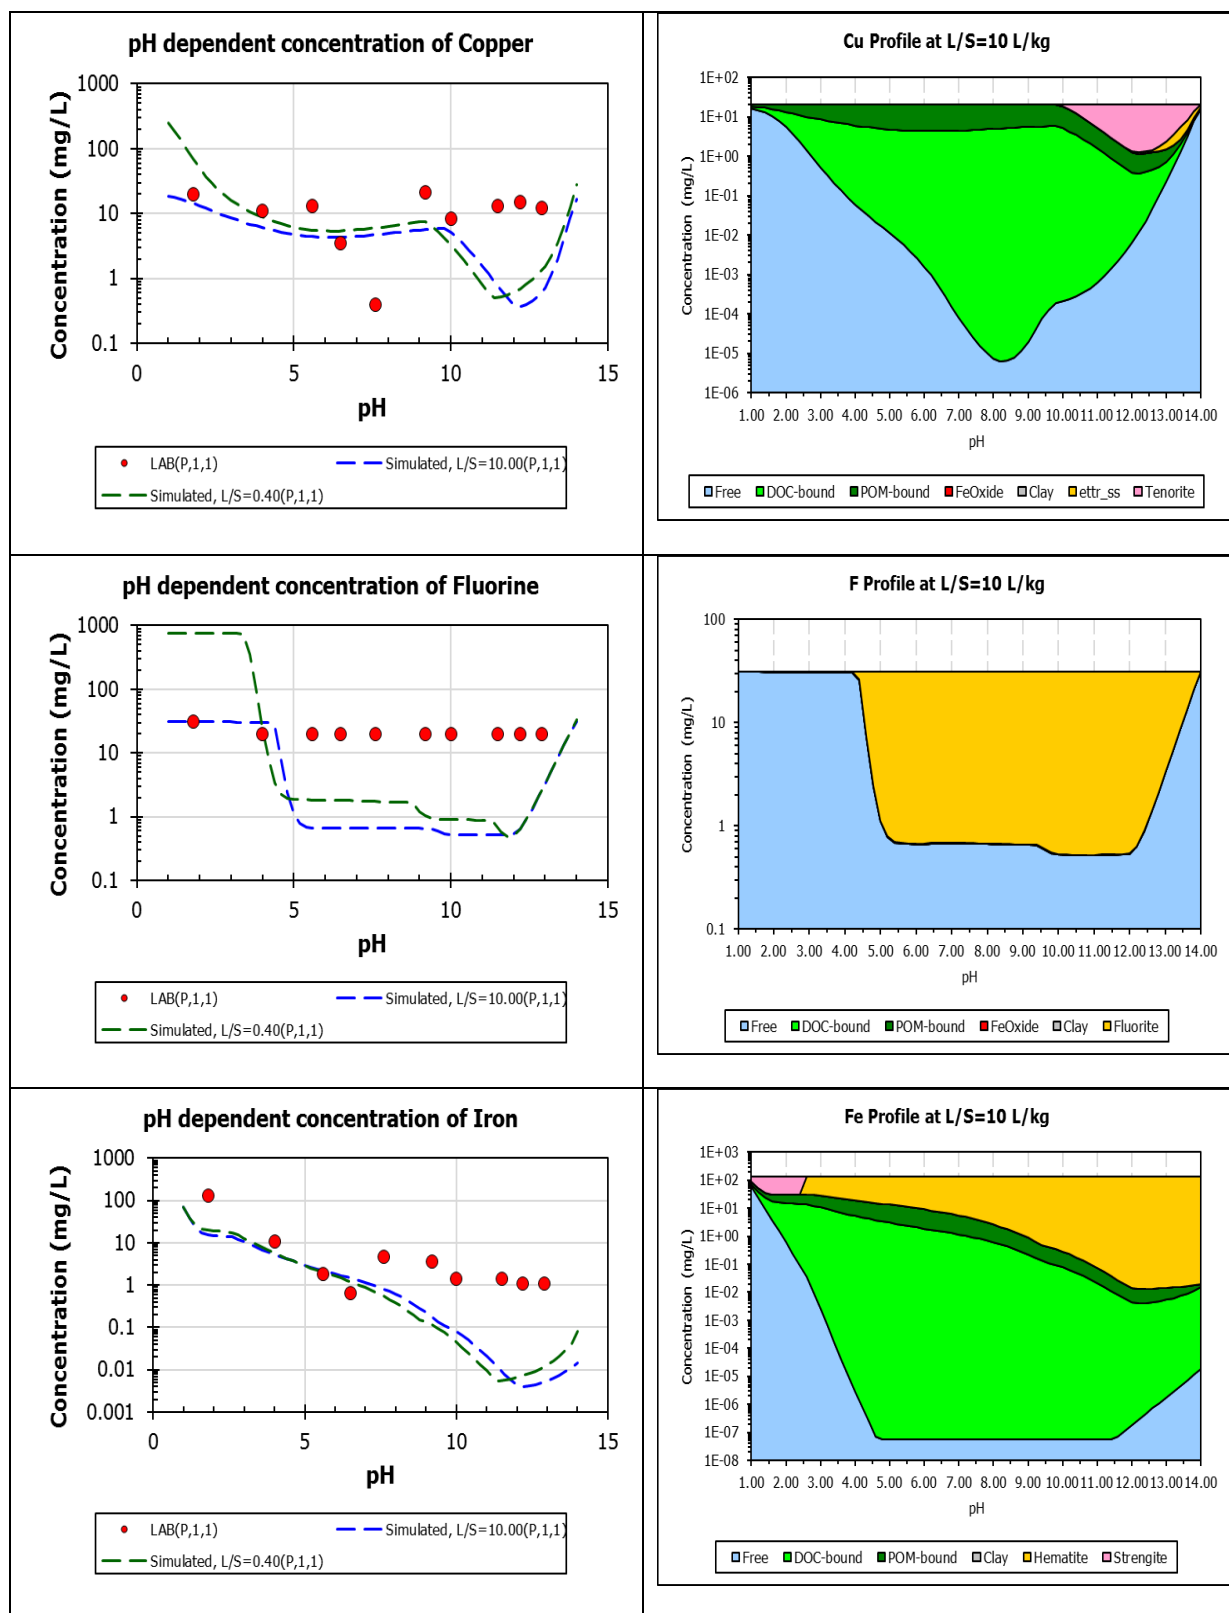 pH dependent concentration of Copper
Concentration (mg/L)
1000
100
10
1
0.1
0 5 10 15
pH
LAB(P,1,1) Simulated, L/S=10.00(P,1,1)
Simulated, L/S=0.40(P,1,1)
Cu Profile at L/S=10 L/kg
Concentration (mg/L)
1E+02
1E+01
1E+00
1E-01
1E-02
1E-03
1E-04
1E-05
1E-06
1.00 2.00 3.00 4.00 5.00 6.00 7.00 8.00 9.00 10.00 11.00 12.00 13.00 14.00
pH
Free DOC-bound POM-bound FeOxide Clay ettr_ss Tenorite
pH dependent concentration of Fluorine
Concentration (mg/L)
1000
100
10
1
0.1
0 5 10 15
pH
LAB(P,1,1) Simulated, L/S=10.00(P,1,1)
Simulated, L/S=0.40(P,1,1)
F Profile at L/S=10 L/kg
Concentration (mg/L)
100
10
1
0.1
1.00 2.00 3.00 4.00 5.00 6.00 7.00 8.00 9.00 10.00 11.00 12.00 13.00 14.00
pH
Free DOC-bound POM-bound FeOxide Clay Fluorite
pH dependent concentration of Iron
Concentration (mg/L)
1000
100
10
1
0.1
0.01
0.001
0 5 10 15
pH
LAB(P,1,1) Simulated, L/S=10.00(P,1,1)
Simulated, L/S=0.40(P,1,1)
Fe Profile at L/S=10 L/kg
Concentration (mg/L)
1E+03
1E+02
1E+01
1E+00
1E-01
1E-02
1E-03
1E-04
1E-05
1E-06
1E-07
1E-08
1.00 2.00 3.00 4.00 5.00 6.00 7.00 8.00 9.00 10.00 11.00 12.00 13.00 14.00
pH
Free DOC-bound POM-bound Clay Hematite Strengite